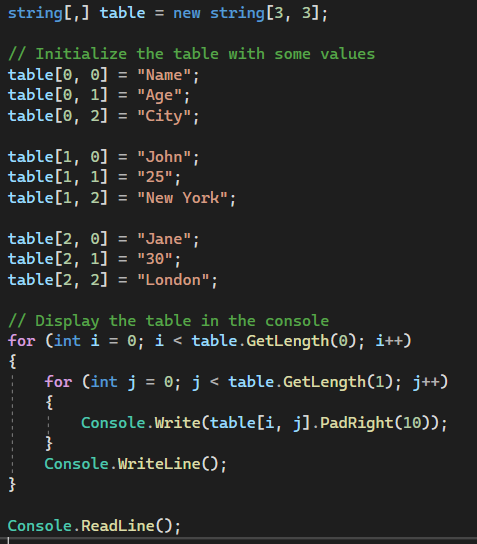 string[,] table = new string[3, 3];

// Initialize the table with some values
table[0, 0] = "Name";
table[0, 1] = "Age";
table[0, 2] = "City";

table[1, 0] = "John";
table[1, 1] = "25";
table[1, 2] = "New York";

table[2, 0] = "Jane";
table[2, 1] = "30";
table[2, 2] = "London";

// Display the table in the console
for (int i = 0; i < table.GetLength(0); i++)
{
    for (int j = 0; j < table.GetLength(1); j++)
    {
        Console.Write(table[i, j].PadRight(10));
    }
    Console.WriteLine();
}

Console.ReadLine();